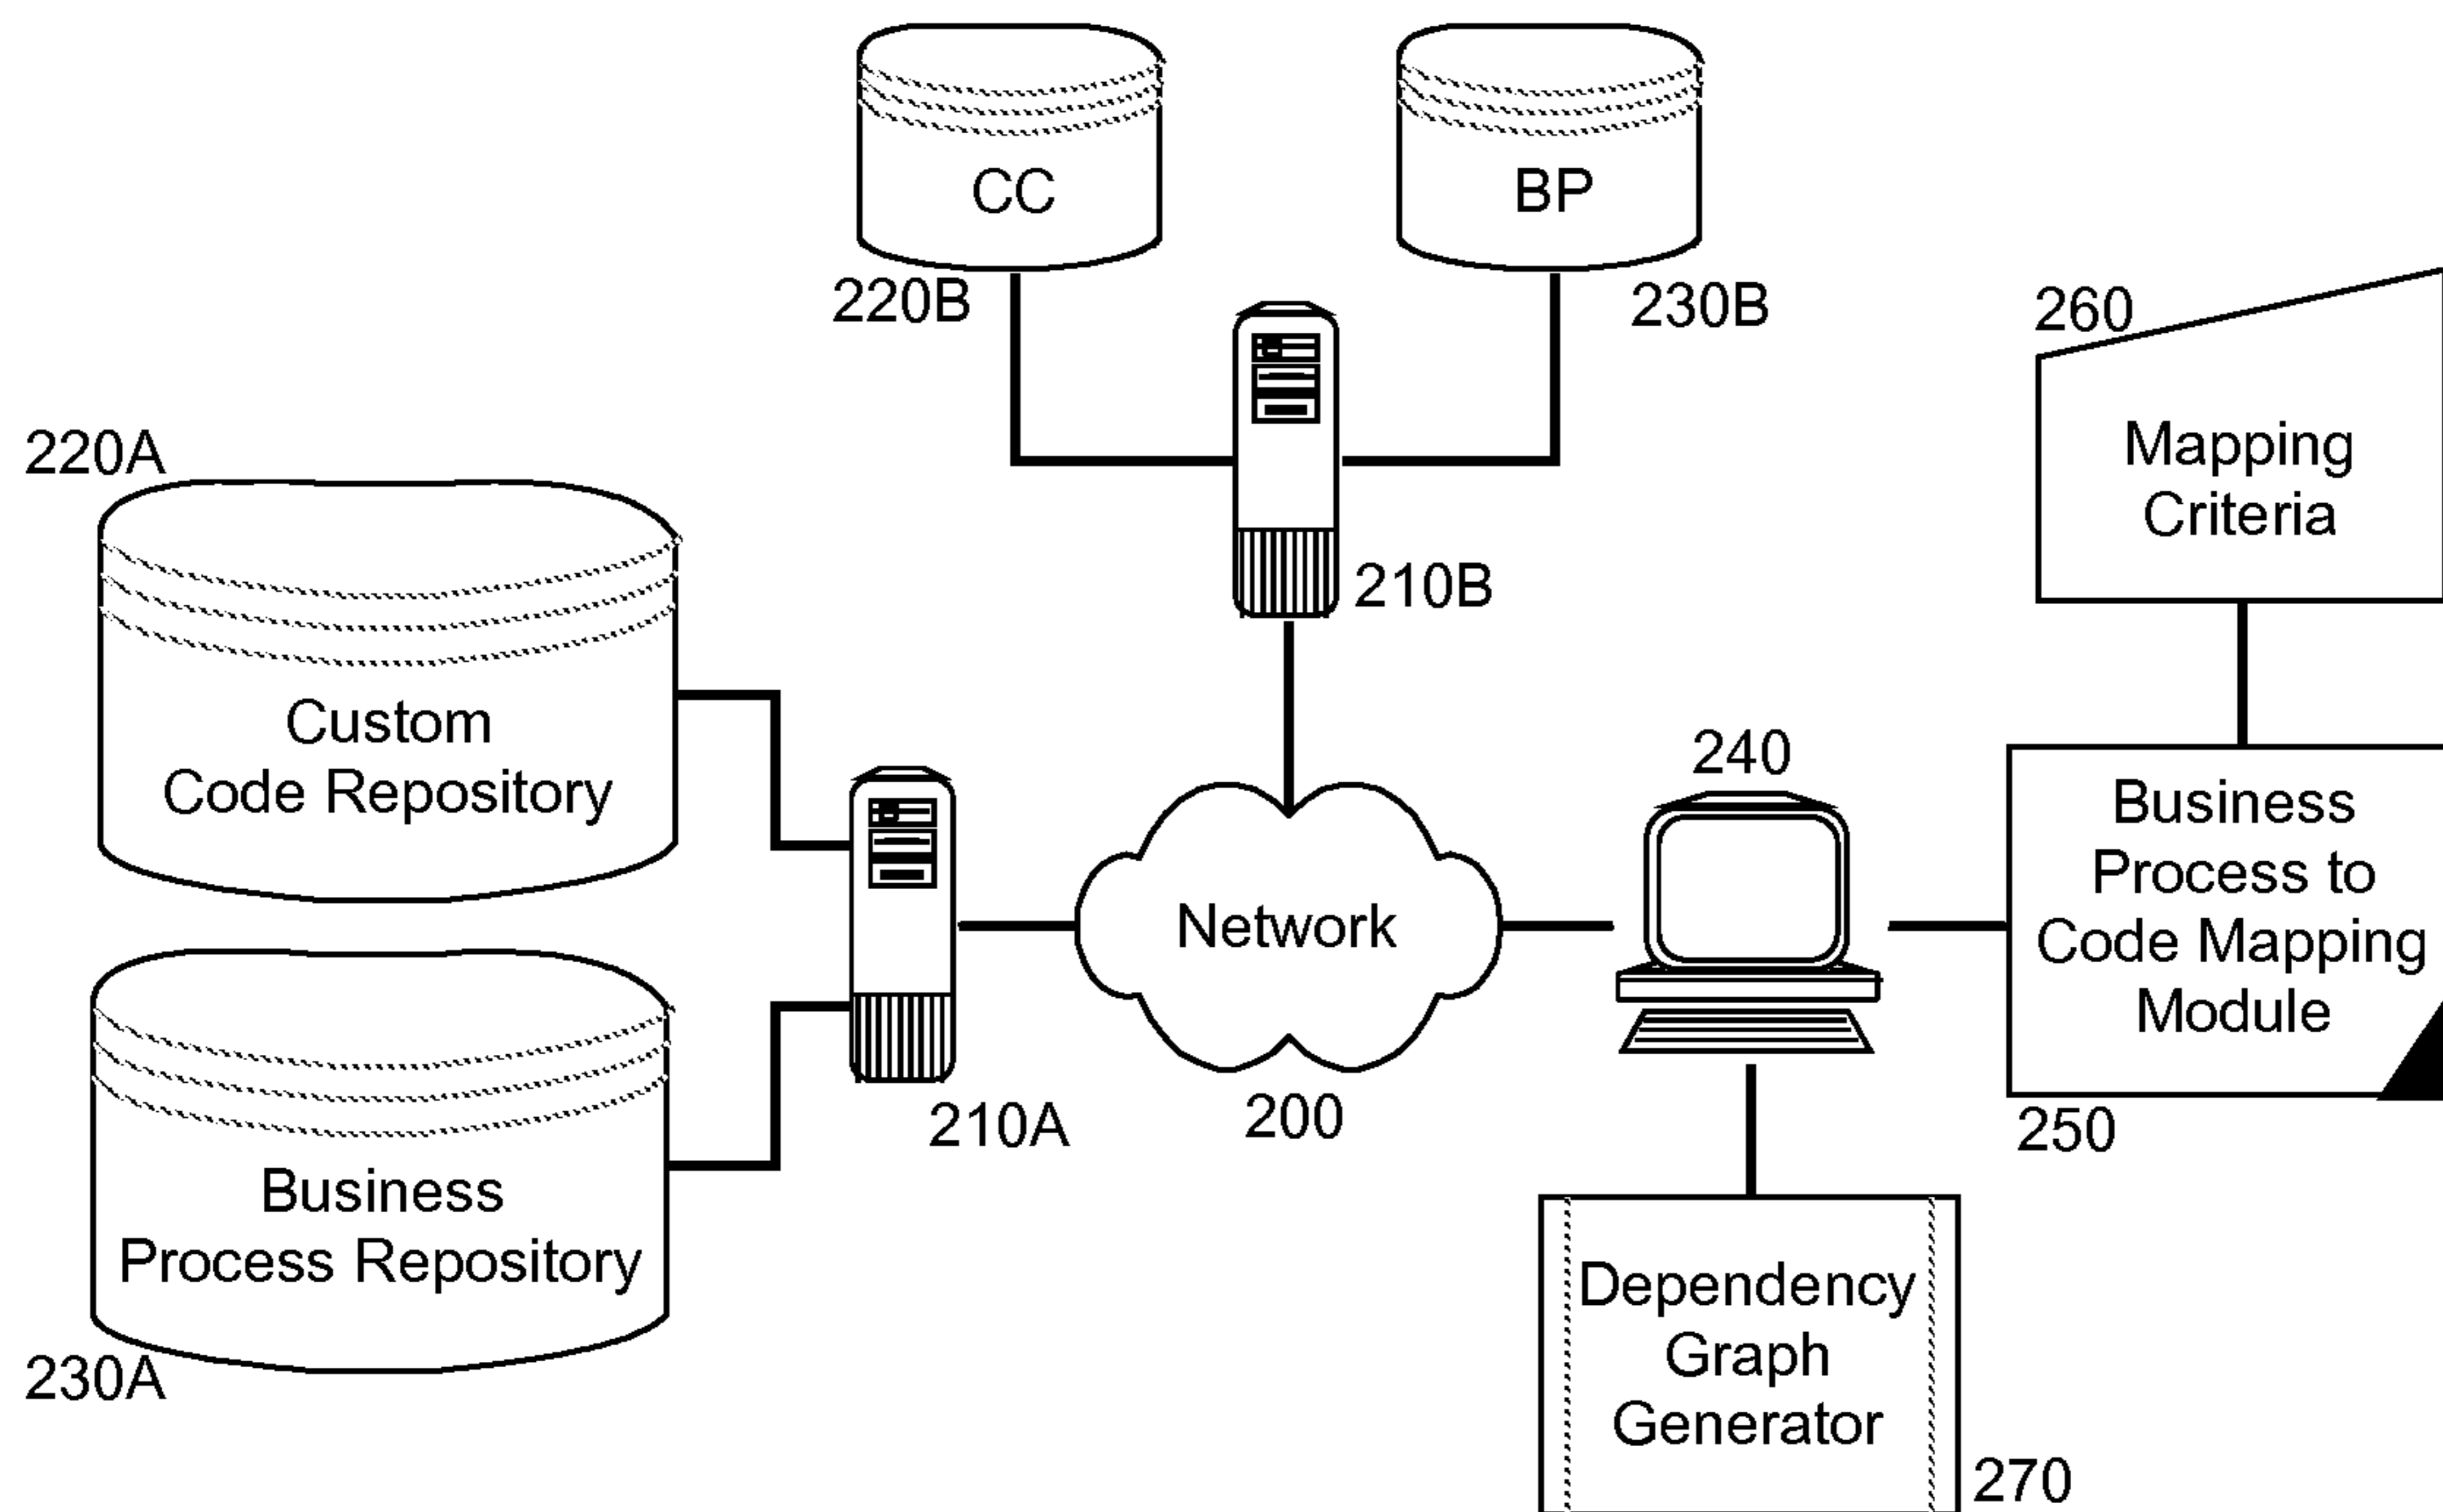 CC
BP
220B
230B
260
Mapping
Criteria
220A
210B
Custom
Code Repository
240
Business
Process to
Code Mapping
Module
Network
210A
200
250
Business
Process Repository
230A
Dependency
Graph
Generator
270